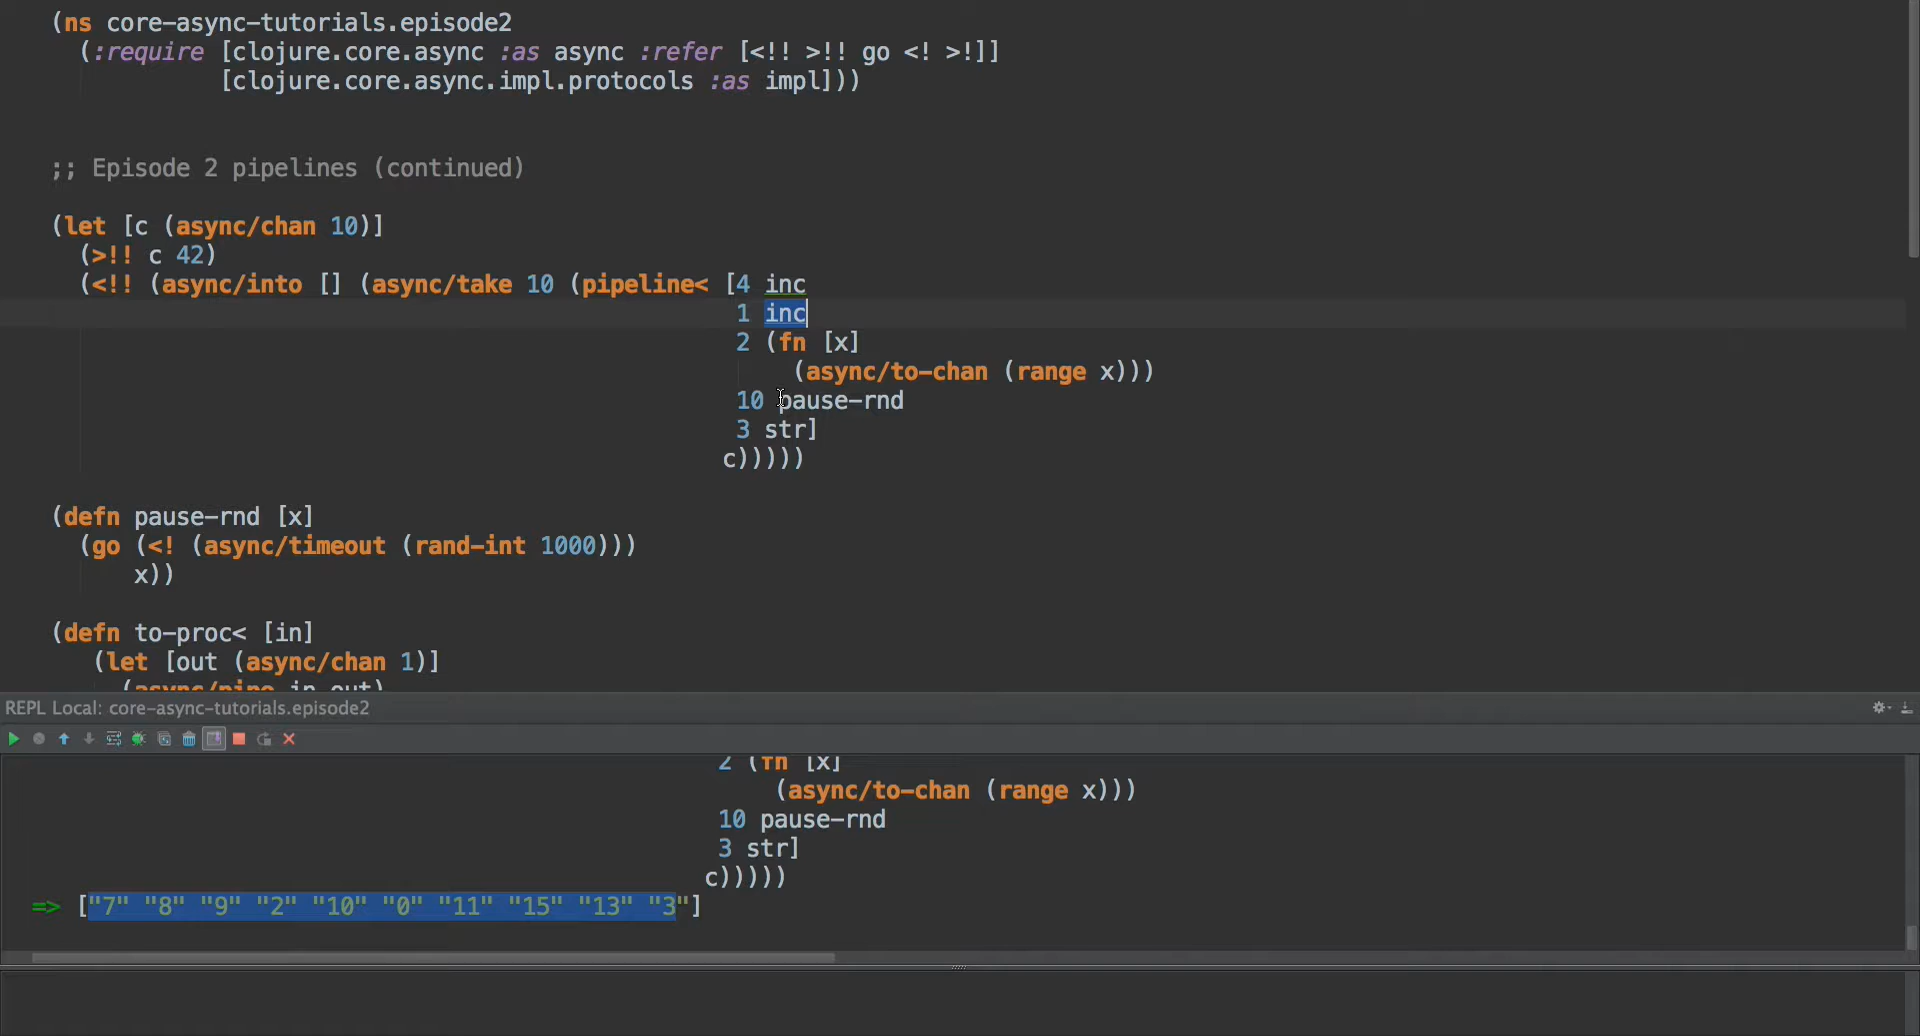 (ns core-async-tutorials.episode2
  (:require [clojure.core.async :as async :refer [<!! >!! go <! >!]]
            [clojure.core.async.impl.protocols :as impl]))
;; Episode 2 pipelines (continued)
(let [c (async/chan 10)]
  (>!! c 42)
  (<!! (async/into [] (async/take 10 (pipeline< [4 inc
                                                 1 inc
                                                 2 (fn [x]
                                                     (async/to-chan (range x)))
                                                 10 pause-rnd
                                                 3 str]
                                                c)))))
(defn pause-rnd [x]
  (go (<! (async/timeout (rand-int 1000)))
      x))
(defn to-proc< [in]
   (let [out (async/chan 1)]
     (async/pipe in out)
REPL Local: core-async-tutorials.episode2
2 (fn [x]
    (async/to-chan (range x)))
10 pause-rnd
3 str]
c)))))
=> ["7" "8" "9" "2" "10" "0" "11" "15" "13" "3"]